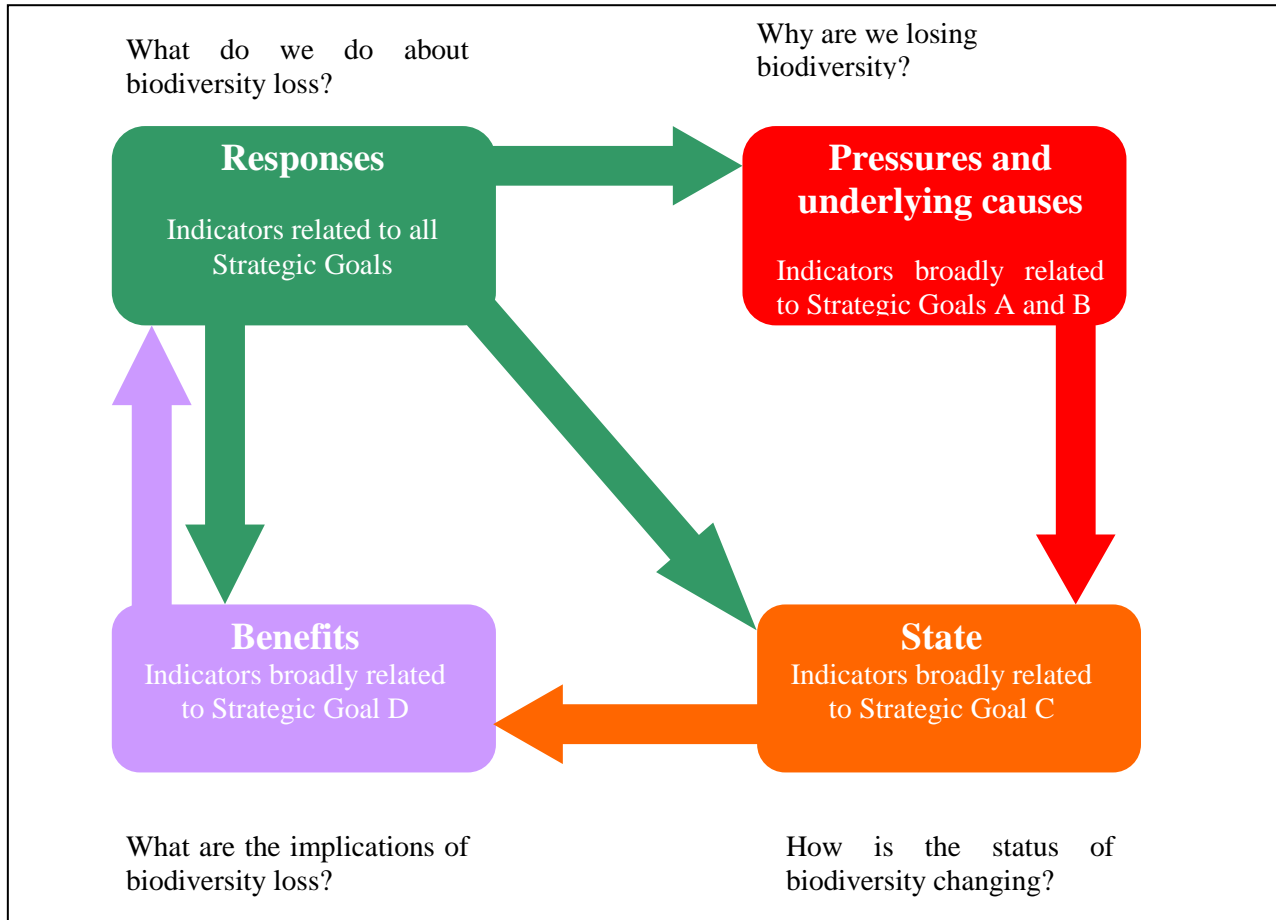 What do we do about
biodiversity loss?
Why are we losing
biodiversity?
Responses
Indicators related to all
Strategic Goals
Pressures and
underlying causes
Indicators broadly related
to Strategic Goals A and B
Benefits
Indicators broadly related
to Strategic Goal D
State
Indicators broadly related
to Strategic Goal C
What are the implications of
biodiversity loss?
How is the status of
biodiversity changing?